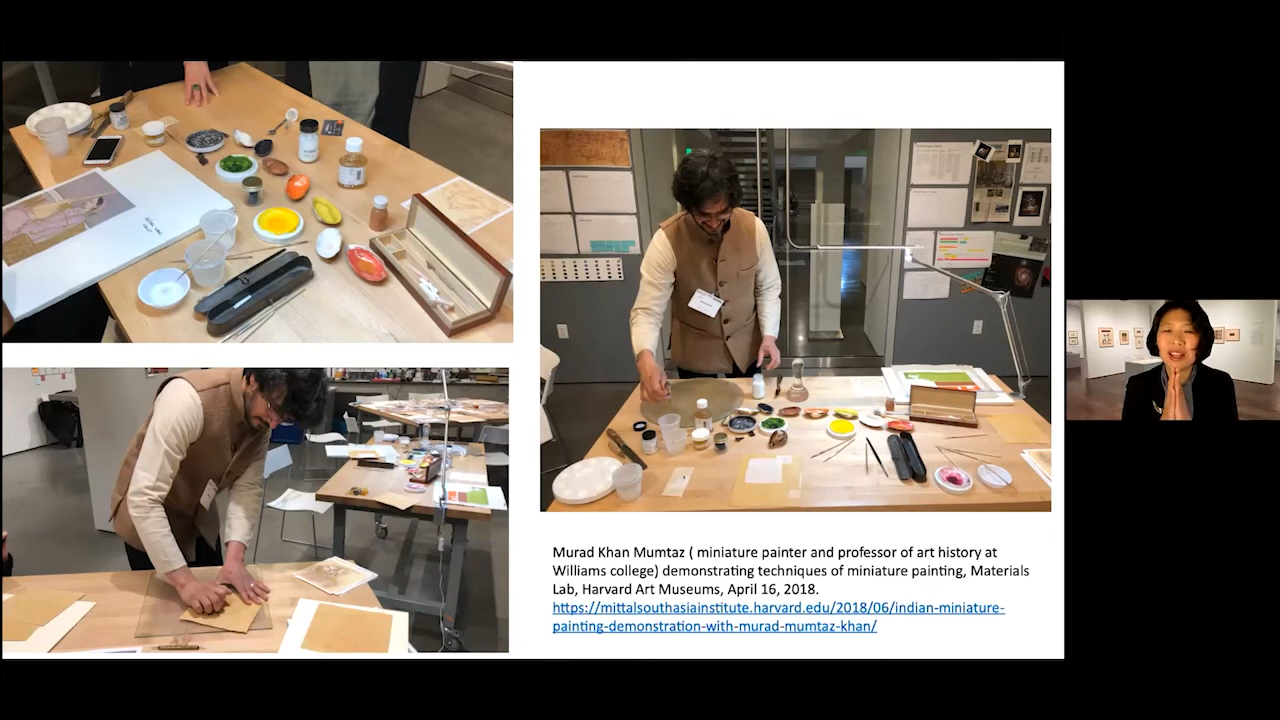 Murad Khan Mumtaz ( miniature painter and professor of art history at
Williams college) demonstrating techniques of miniature painting, Materials
Lab, Harvard Art Museums, April 16, 2018.
https://mittalsouthasiainstitute.harvard.edu/2018/06/indian-miniature-
painting-demonstration-with-murad-mumtaz-khan/